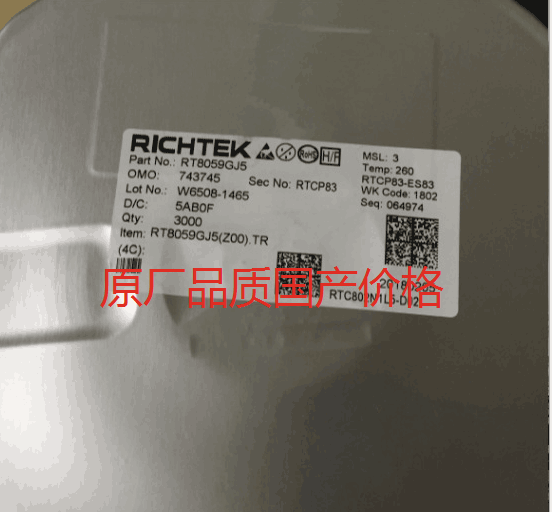 RICHTEK
RoHS H/F
MSL: 3
Part No.: RT8059GJ5
Temp: 260
OMO: 743745
Sec No: RTCP83
RTCP83-ES83
Lot No.: W6508-1465
WK Code: 1802
D/C: 5AB0F
Seq: 064974
Qty: 3000
Item: RT8059GJ5(Z00).TR
(4C):
原厂品质国产价格